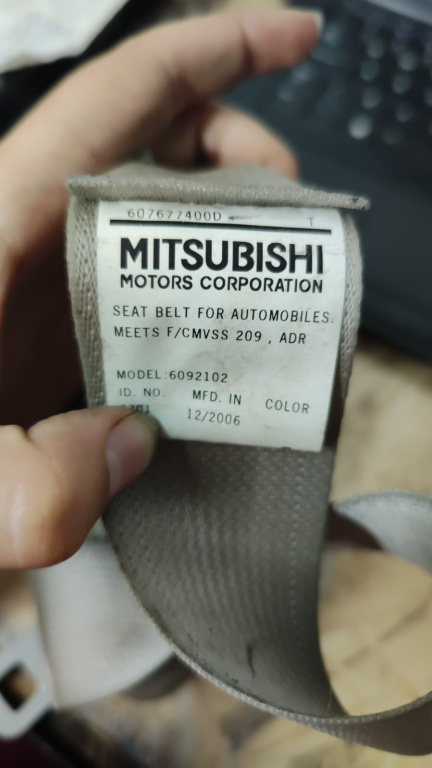 607677400D T
MITSUBISHI
MOTORS CORPORATION
SEAT BELT FOR AUTOMOBILES.
MEETS F/CMVSS 209 , ADR
MODEL:6092102
ID. NO. MFD. IN COLOR
12/2006